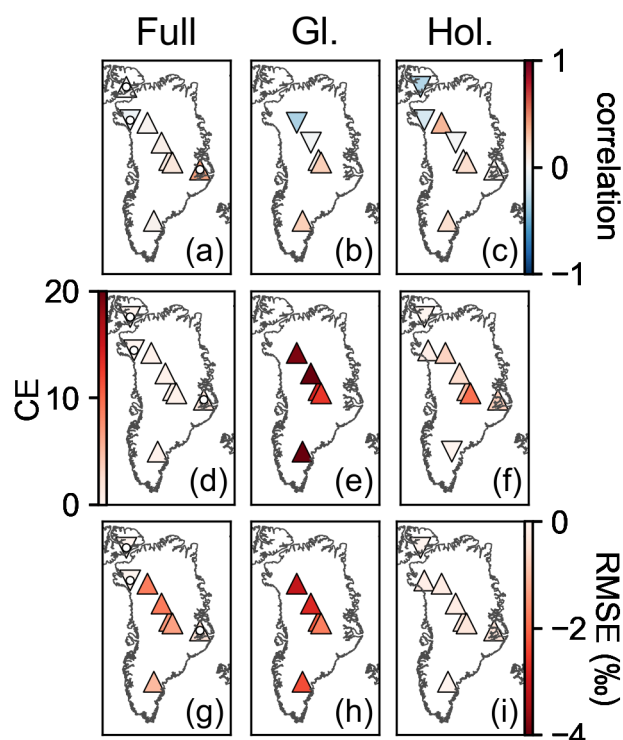 Full Gl. Hol.
(a) (b) (c)
1
0
−1
correlation
20
10
0
CE
(d) (e) (f)
(g) (h) (i)
0
−2
−4
RMSE (‰)